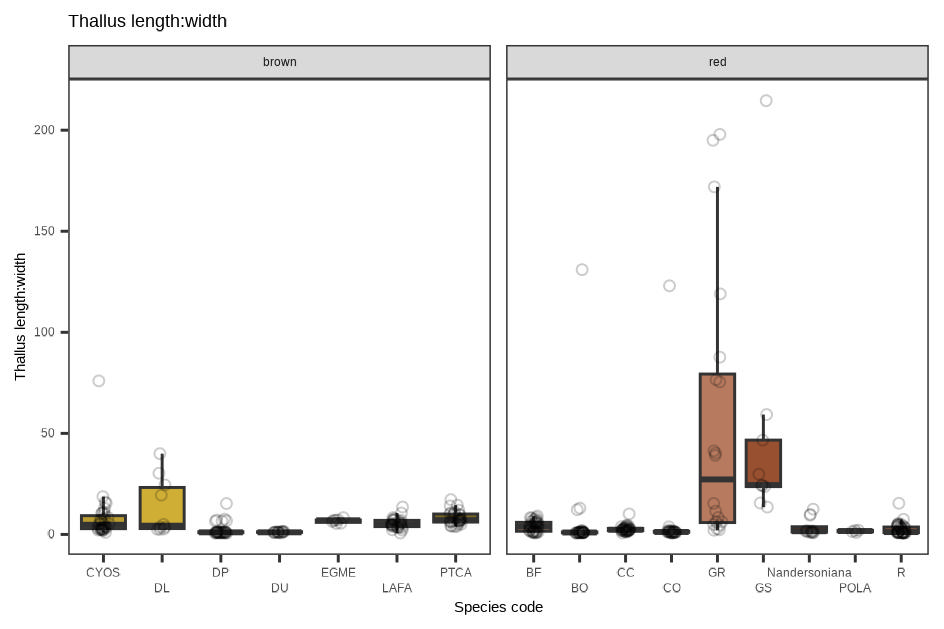 Thallus length:width
brown
red
Thallus length:width
200
150
100
50
0
CYOS DP EGME PTCA BF CC GR Nandersoniana R
DL DU LAFA BO CO GS POLA
Species code